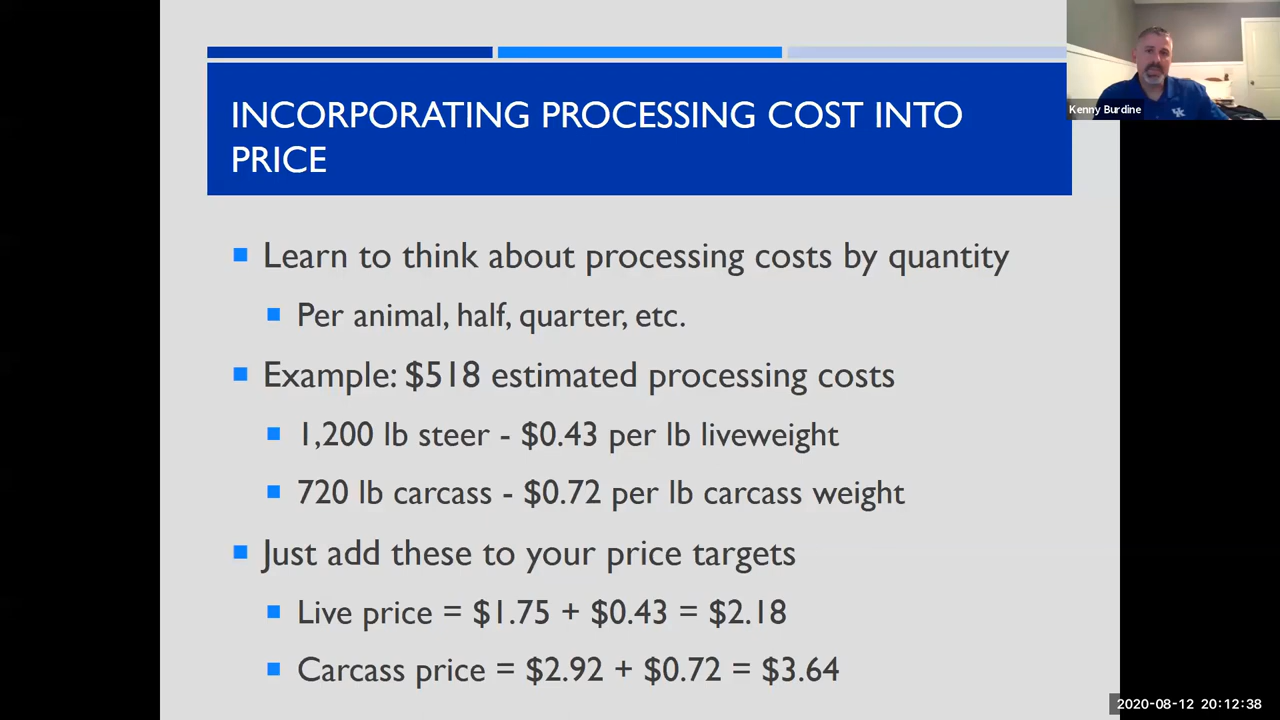 INCORPORATING PROCESSING COST INTO
PRICE
Kenny Burdine
Learn to think about processing costs by quantity
Per animal, half, quarter, etc.
Example: $518 estimated processing costs
1,200 lb steer - $0.43 per lb liveweight
720 lb carcass - $0.72 per lb carcass weight
Just add these to your price targets
Live price = $1.75 + $0.43 = $2.18
Carcass price = $2.92 + $0.72 = $3.64
2020-08-12 20:12:38